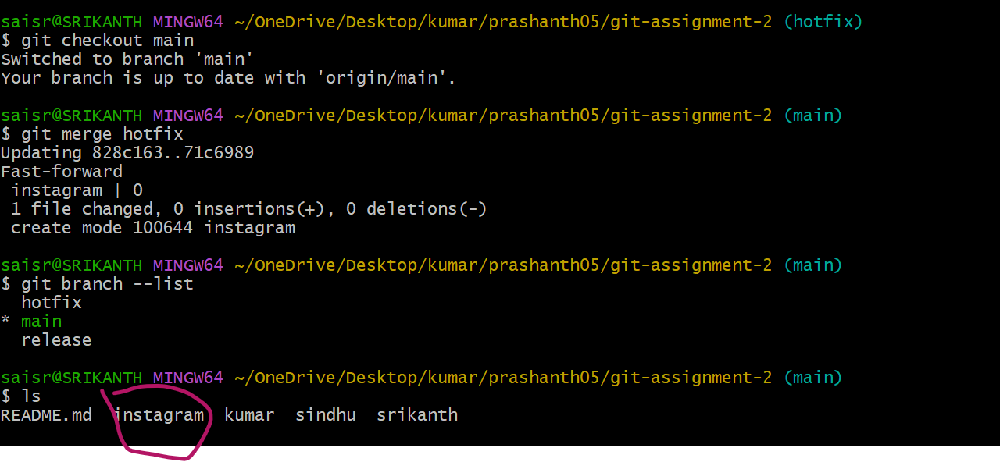 saisr@SRIKANTH MINGW64 ~/OneDrive/Desktop/kumar/prashanth05/git-assignment-2 (hotfix)
$ git checkout main
Switched to branch 'main'
Your branch is up to date with 'origin/main'.
saisr@SRIKANTH MINGW64 ~/OneDrive/Desktop/kumar/prashanth05/git-assignment-2 (main)
$ git merge hotfix
Updating 828c163..71c6989
Fast-forward
 instagram | 0
 1 file changed, 0 insertions(+), 0 deletions(-)
 create mode 100644 instagram
saisr@SRIKANTH MINGW64 ~/OneDrive/Desktop/kumar/prashanth05/git-assignment-2 (main)
$ git branch --list
  hotfix
* main
  release
saisr@SRIKANTH MINGW64 ~/OneDrive/Desktop/kumar/prashanth05/git-assignment-2 (main)
$ ls
README.md  instagram  kumar  sindhu  srikanth